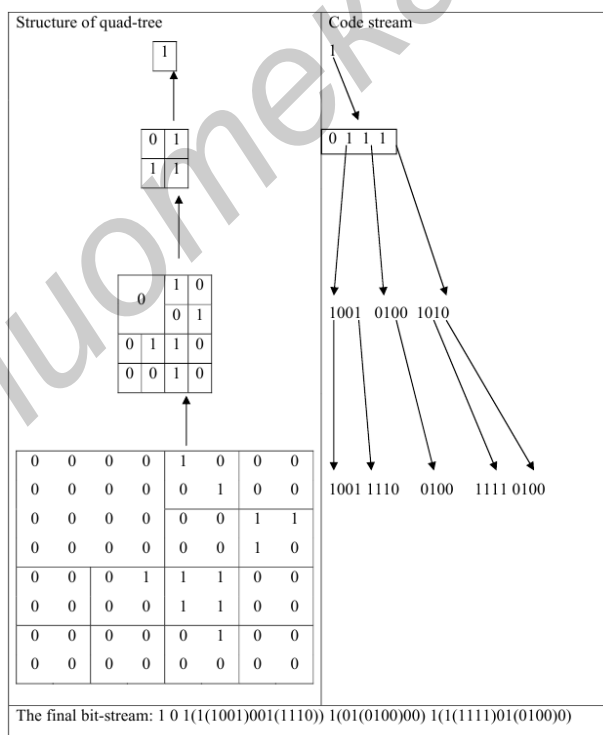 Structure of quad-tree
1
0 1
1 1
1 0
0
0 1
0 1 1 0
0 0 1 0
0 0 0 0 1 0 0 0
0 0 0 0 0 1 0 0
0 0 0 0 0 0 1 1
0 0 0 0 0 0 1 0
0 0 0 1 1 1 0 0
0 0 0 0 1 1 0 0
0 0 0 0 0 1 0 0
0 0 0 0 0 0 0 0
Code stream
1
0 1 1 1
1001 0100 1010
1001 1110 0100 1111 0100
The final bit-stream: 1 0 1(1(1001)001(1110)) 1(01(0100)00) 1(1(1111)01(0100)0)
uomeka